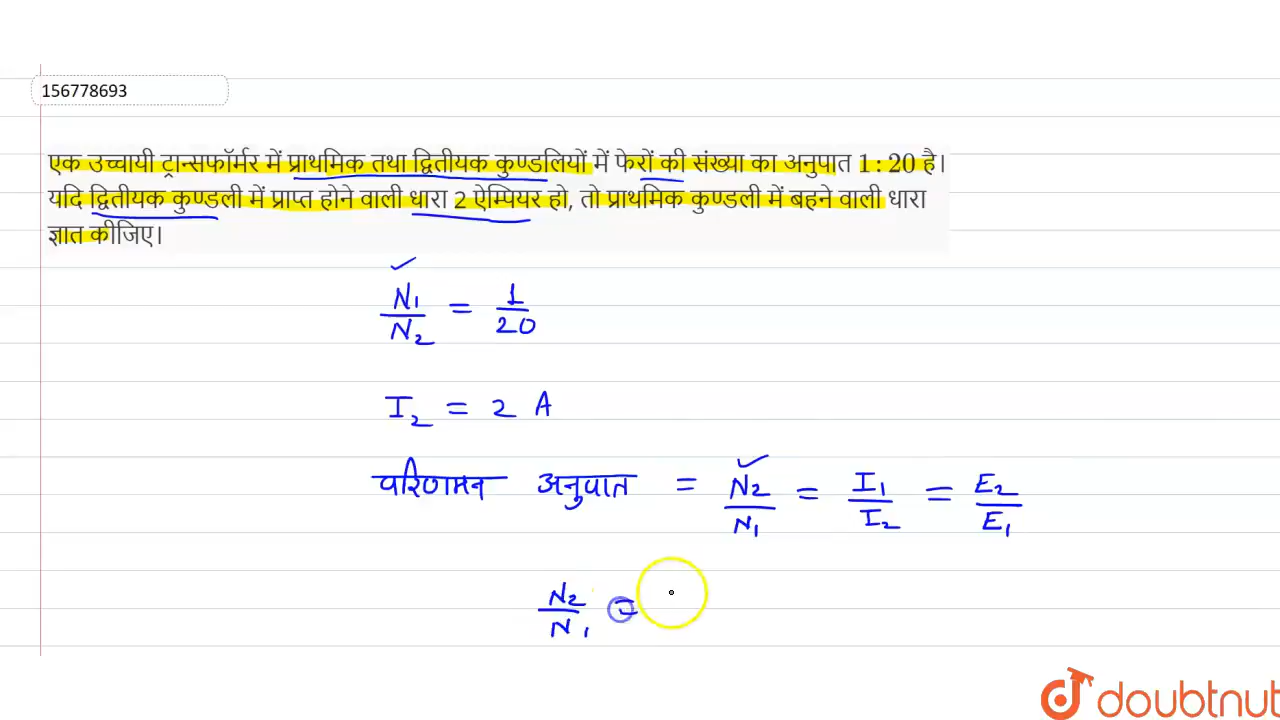 156778693
एक उच्चायी ट्रान्सफॉर्मर में प्राथमिक तथा द्वितीयक कुण्डलियों में फेरों की संख्या का अनुपात 1 : 20 है।
यदि द्वितीयक कुण्डली में प्राप्त होने वाली धारा 2 ऐम्पियर हो, तो प्राथमिक कुण्डली में बहने वाली धारा
ज्ञात कीजिए।
N1/N2 = 1/20
I2 = 2 A
परिणमन अनुपात = N2/N1 = I1/I2 = E2/E1
N2/N1 =
doubtnut